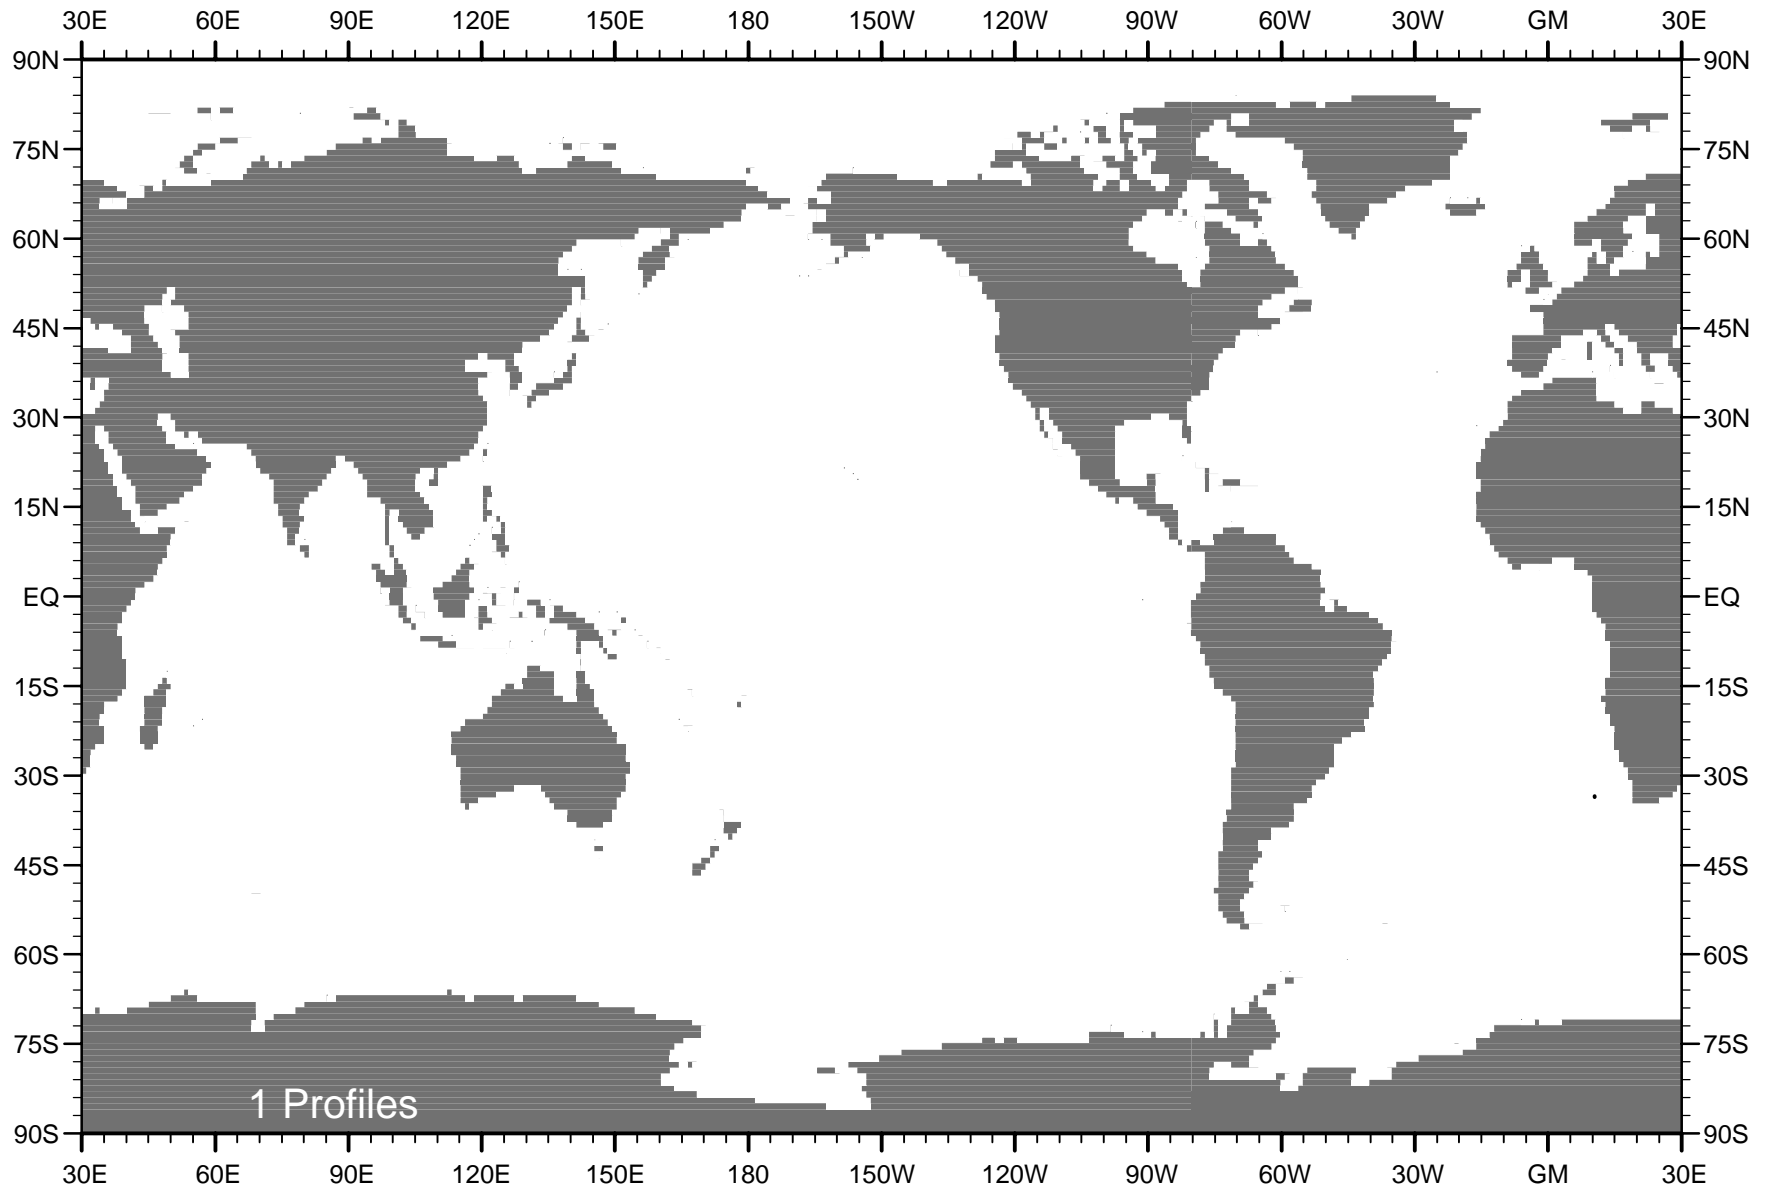 30E 60E 90E 120E 150E 180 150W 120W 90W 60W 30W GM 30E
90N 90N
75N 75N
60N 60N
45N 45N
30N 30N
15N 15N
EQ EQ
15S 15S
30S 30S
45S 45S
60S 60S
75S 75S
1 Profiles
90S 90S
30E 60E 90E 120E 150E 180 150W 120W 90W 60W 30W GM 30E